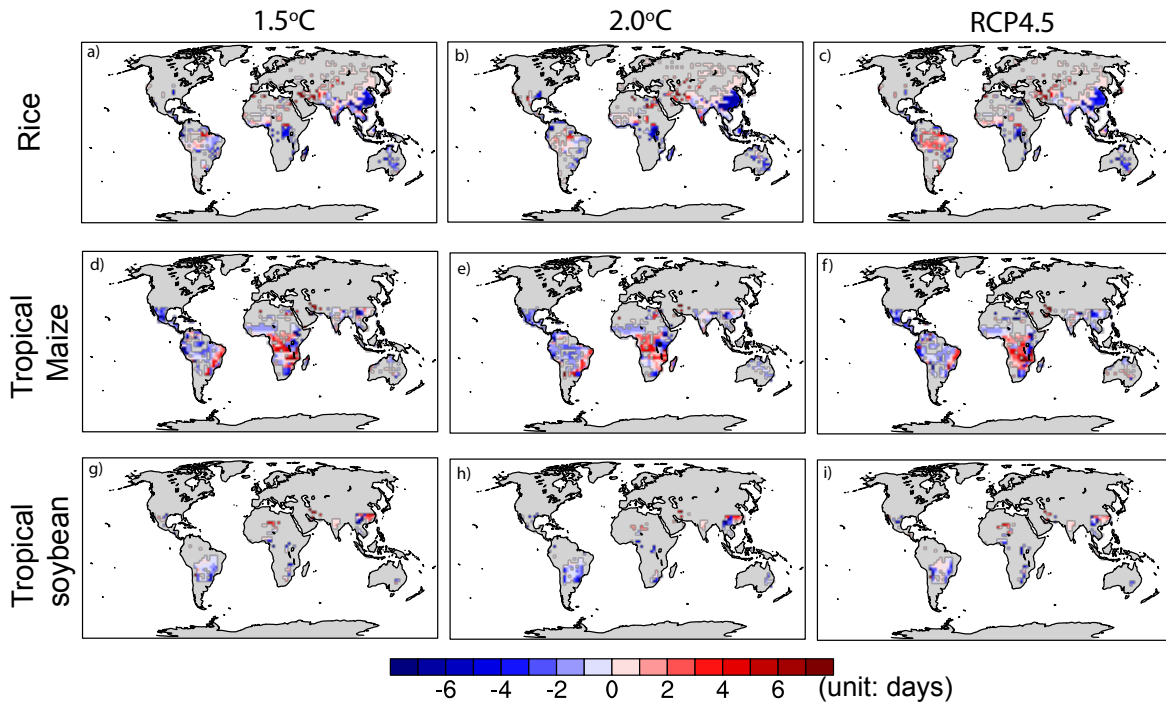 1.5°C 2.0°C RCP4.5
Rice
a) b) c)
Tropical
Maize
d) e) f)
Tropical
soybean
g) h) i)
-6 -4 -2 0 2 4 6 (unit: days)